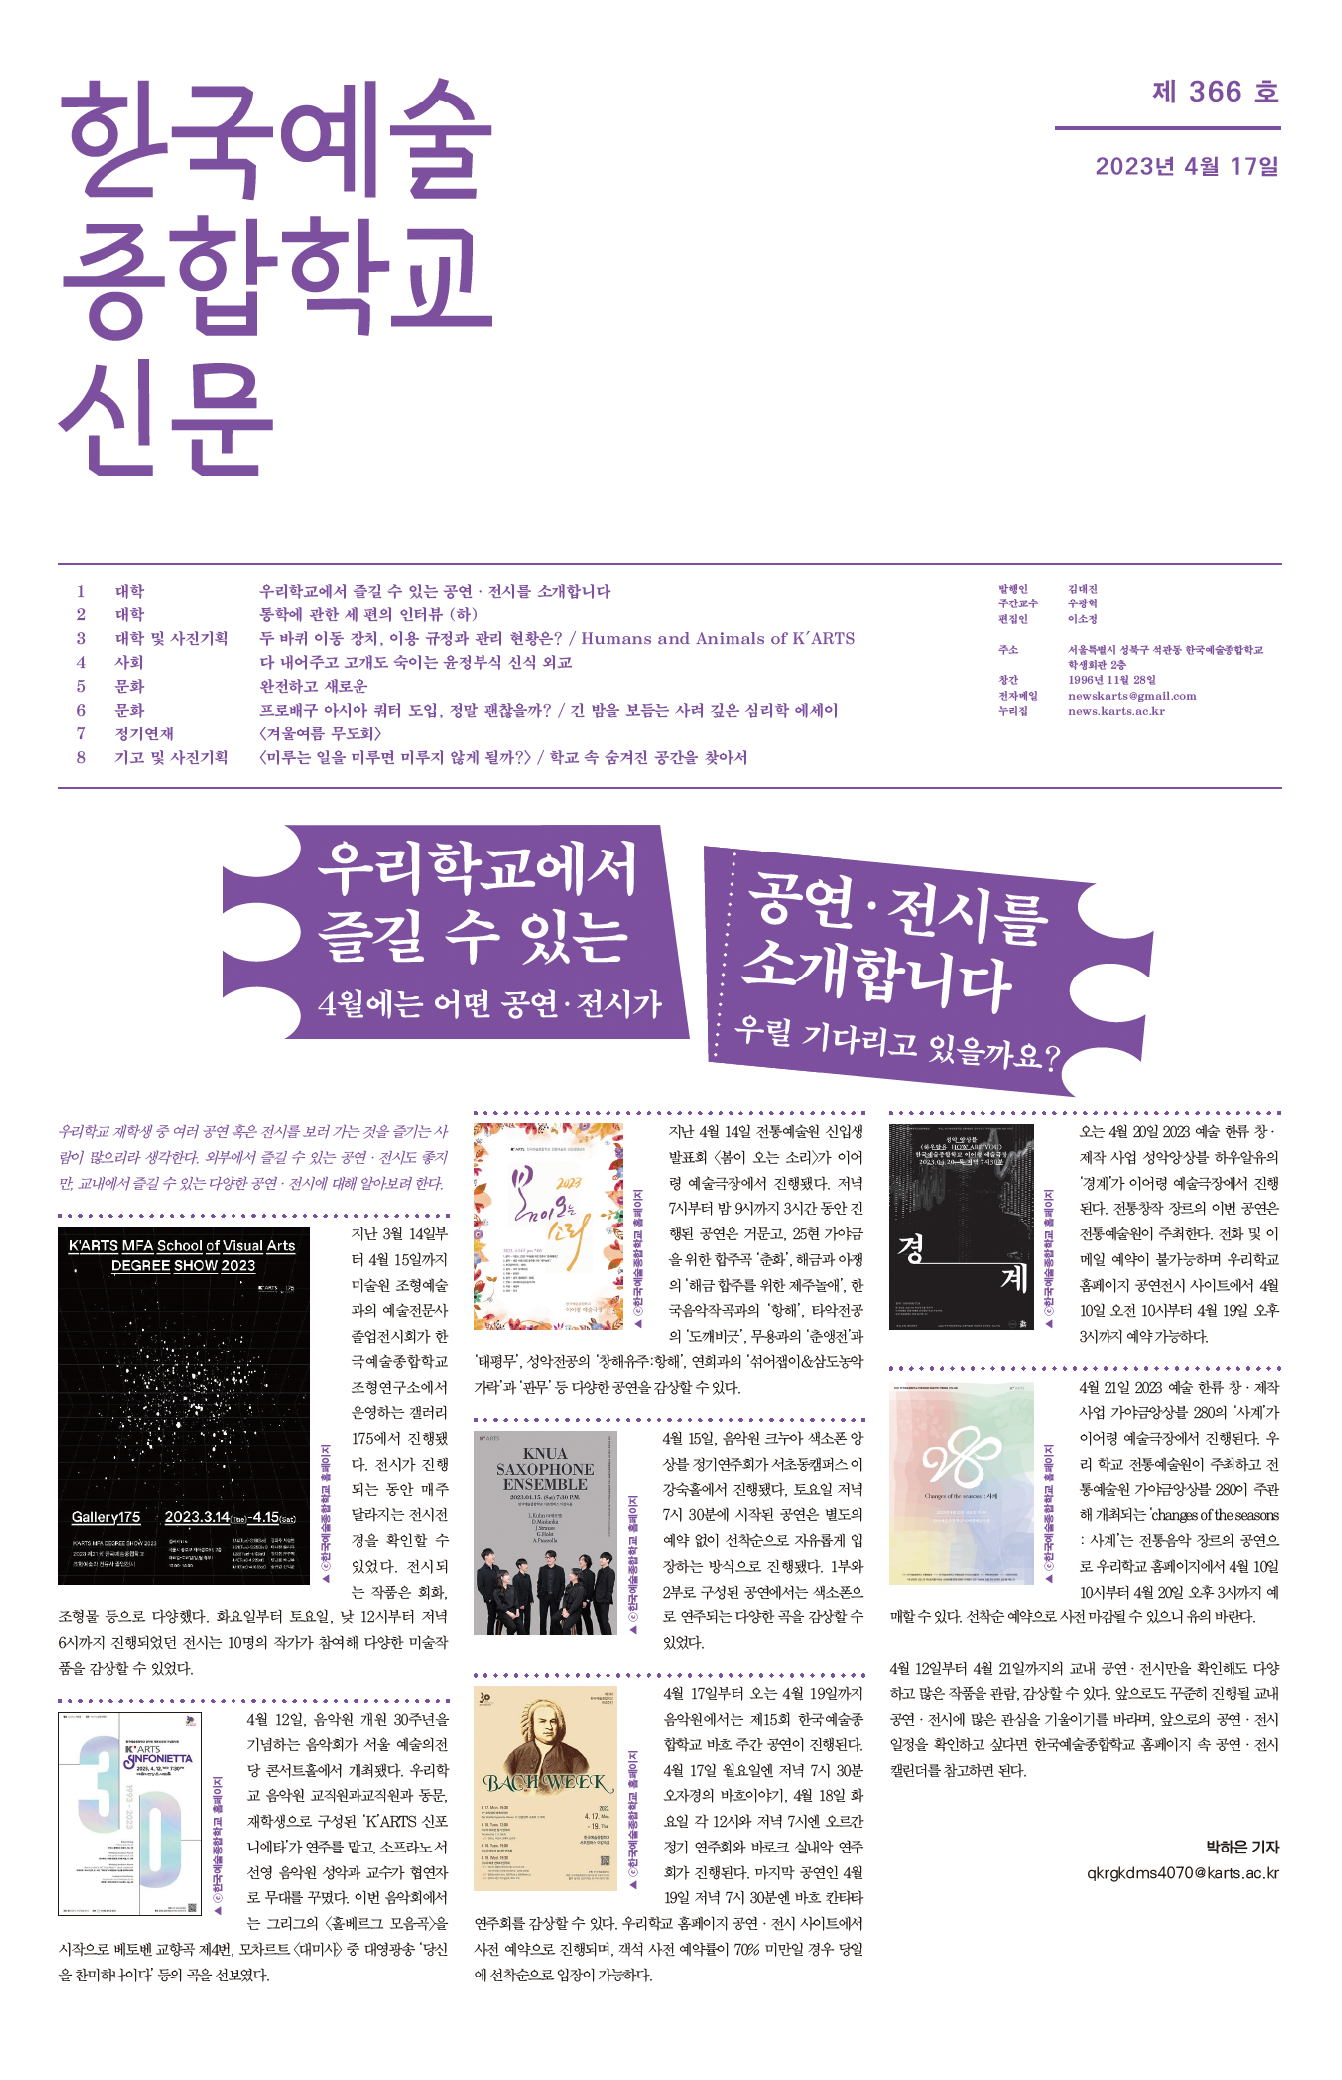 한국예술
종합학교
신문
제 366 호
2023년 4월 17일
1 대학 우리학교에서 즐길 수 있는 공연 · 전시를 소개합니다
2 대학 통학에 관한 세 편의 인터뷰 (하)
3 대학 및 사진기획 두 바퀴 이동 장치, 이용 규정과 관리 현황은? / Humans and Animals of K´ARTS
4 사회 다 내어주고 고개도 숙이는 윤정부식 신식 외교
5 문화 완전하고 새로운
6 문화 프로배구 아시아 쿼터 도입, 정말 괜찮을까? / 긴 밤을 보듬는 사려 깊은 심리학 에세이
7 정기연재 〈겨울여름 무도회〉
8 기고 및 사진기획 〈미루는 일을 미루면 미루지 않게 될까?〉 / 학교 속 숨겨진 공간을 찾아서
발행인 김대진
주간교수 우광혁
편집인 이소정
주소 서울특별시 성북구 석관동 한국예술종합학교
학생회관 2층
창간 1996년 11월 28일
전자메일 newskarts@gmail.com
누리집 news.karts.ac.kr
우리학교에서
즐길 수 있는
4월에는 어떤 공연·전시가
공연·전시를
소개합니다
우릴 기다리고 있을까요?
우리학교 재학생 중 여러 공연 혹은 전시를 보러 가는 것을 즐기는 사
람이 많으리라 생각한다. 외부에서 즐길 수 있는 공연 · 전시도 좋지
만, 교내에서 즐길 수 있는 다양한 공연 · 전시에 대해 알아보려 한다.
K'ARTS MFA School of Visual Arts
DEGREE SHOW 2023
Gallery175 2023.3.14(Tue)-4.15(Sat)
▲ ⓒ한국예술종합학교 홈페이지
지난 3월 14일부
터 4월 15일까지
미술원 조형예술
과의 예술전문사
졸업전시회가 한
국예술종합학교
조형연구소에서
운영하는 갤러리
175에서 진행됐
다. 전시가 진행
되는 동안 매주
달라지는 전시전
경을 확인할 수
있었다. 전시되
는 작품은 회화,
조형물 등으로 다양했다. 화요일부터 토요일, 낮 12시부터 저녁
6시까지 진행되었던 전시는 10명의 작가가 참여해 다양한 미술작
품을 감상할 수 있었다.
K'ARTS
SINFONIETTA
1993 - 2023
▲ ⓒ한국예술종합학교 홈페이지
4월 12일, 음악원 개원 30주년을
기념하는 음악회가 서울 예술의전
당 콘서트홀에서 개최됐다. 우리학
교 음악원 교직원과교직원과 동문,
재학생으로 구성된 ‘K’ARTS 신포
니에타’가 연주를 맡고, 소프라노 서
선영 음악원 성악과 교수가 협연자
로 무대를 꾸몄다. 이번 음악회에서
는 그리그의 〈홀베르그 모음곡〉을
시작으로 베토벤 교향곡 제4번, 모차르트 〈대미사〉 중 대영광송 ‘당신
을 찬미하나이다’ 등의 곡을 선보였다.
2023
봄이 오는
소리
▲ ⓒ한국예술종합학교 홈페이지
지난 4월 14일 전통예술원 신입생
발표회 〈봄이 오는 소리〉가 이어
령 예술극장에서 진행됐다. 저녁
7시부터 밤 9시까지 3시간 동안 진
행된 공연은 거문고, 25현 가야금
을 위한 합주곡 ‘춘화’, 해금과 아쟁
의 ‘해금 합주를 위한 제주놀애’, 한
국음악작곡과의 ‘항해’, 타악전공
의 ‘도깨비굿’, 무용과의 ‘춘앵전’과
‘태평무’, 성악전공의 ‘창해유주:항해’, 연희과의 ‘섞어잽이&삼도농악
가락’과 ‘판무’ 등 다양한 공연을 감상할 수 있다.
K'ARTS
KNUA
SAXOPHONE
ENSEMBLE
2023.04.15. (Sat) 7:30 P.M.
J. Strauss
G. Holst
A. Piazzolla
▲ ⓒ한국예술종합학교 홈페이지
4월 15일, 음악원 크누아 색소폰 앙
상블 정기연주회가 서초동캠퍼스 이
강숙홀에서 진행됐다. 토요일 저녁
7시 30분에 시작된 공연은 별도의
예약 없이 선착순으로 자유롭게 입
장하는 방식으로 진행됐다. 1부와
2부로 구성된 공연에서는 색소폰으
로 연주되는 다양한 곡을 감상할 수
있었다.
BACH WEEK
▲ ⓒ한국예술종합학교 홈페이지
4월 17일부터 오는 4월 19일까지
음악원에서는 제15회 한국예술종
합학교 바흐 주간 공연이 진행된다.
4월 17일 월요일엔 저녁 7시 30분
오자경의 바흐이야기, 4월 18일 화
요일 각 12시와 저녁 7시엔 오르간
정기 연주회와 바로크 실내악 연주
회가 진행된다. 마지막 공연인 4월
19일 저녁 7시 30분엔 바흐 칸타타
연주회를 감상할 수 있다. 우리학교 홈페이지 공연 · 전시 사이트에서
사전 예약으로 진행되며, 객석 사전 예약률이 70% 미만일 경우 당일
에 선착순으로 입장이 가능하다.
성악 앙상블
〈하우알유 HOW ARE YOU〉
한국예술종합학교 이어령 예술극장
2023.04.20. 목 저녁 7시30분
경
계
▲ ⓒ한국예술종합학교 홈페이지
오는 4월 20일 2023 예술 한류 창 ·
제작 사업 성악앙상블 하우알유의
‘경계’가 이어령 예술극장에서 진행
된다. 전통창작 장르의 이번 공연은
전통예술원이 주최한다. 전화 및 이
메일 예약이 불가능하며 우리학교
홈페이지 공연전시 사이트에서 4월
10일 오전 10시부터 4월 19일 오후
3시까지 예약 가능하다.
Changes of the seasons : 사계
▲ ⓒ한국예술종합학교 홈페이지
4월 21일 2023 예술 한류 창 · 제작
사업 가야금앙상블 280의 ‘사계’가
이어령 예술극장에서 진행된다. 우
리 학교 전통예술원이 주최하고 전
통예술원 가야금앙상블 280이 주관
해 개최되는 ‘changes of the seasons
: 사계’는 전통음악 장르의 공연으
로 우리학교 홈페이지에서 4월 10일
10시부터 4월 20일 오후 3시까지 예
매할 수 있다. 선착순 예약으로 사전 마감될 수 있으니 유의 바란다.
4월 12일부터 4월 21일까지의 교내 공연 · 전시만을 확인해도 다양
하고 많은 작품을 관람, 감상할 수 있다. 앞으로도 꾸준히 진행될 교내
공연 · 전시에 많은 관심을 기울이기를 바라며, 앞으로의 공연 · 전시
일정을 확인하고 싶다면 한국예술종합학교 홈페이지 속 공연 · 전시
캘린더를 참고하면 된다.
박하은 기자
qkrgkdms4070@karts.ac.kr